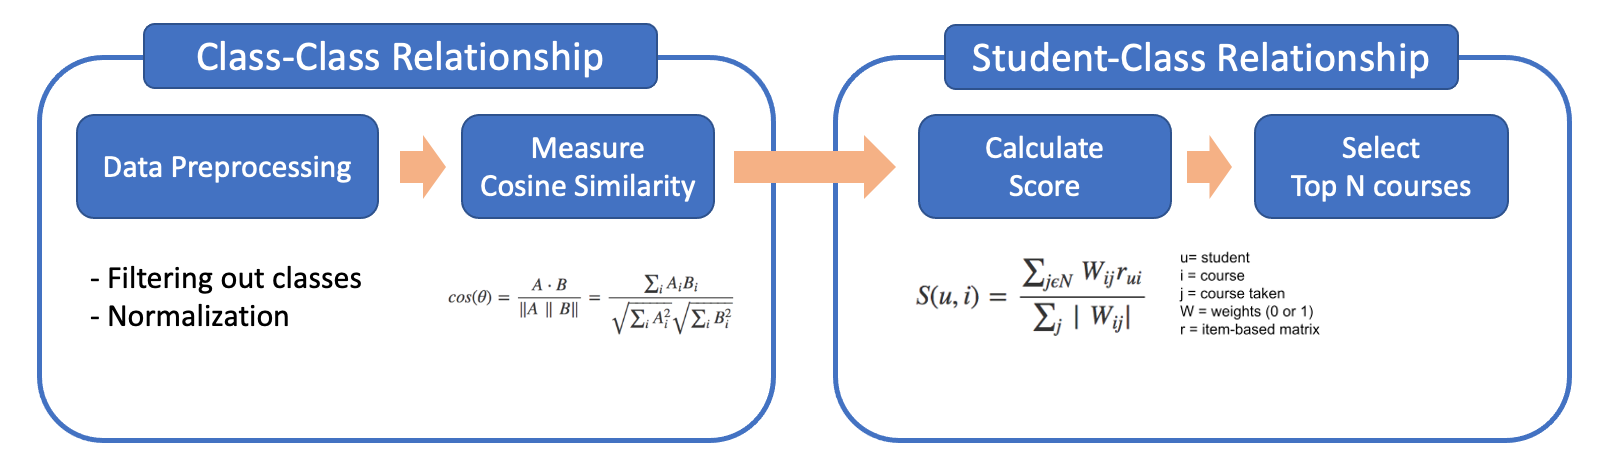 Class-Class Relationship
Data Preprocessing
Measure
Cosine Similarity
- Filtering out classes
- Normalization
cos(θ) = A · B / ‖A ‖ B‖ = ∑ᵢ AᵢBᵢ / √∑ᵢ Aᵢ² √∑ᵢ Bᵢ²
Student-Class Relationship
Calculate
Score
Select
Top N courses
S(u, i) = ∑jϵN Wij rui / ∑j | Wij|
u= student
i = course
j = course taken
W = weights (0 or 1)
r = item-based matrix